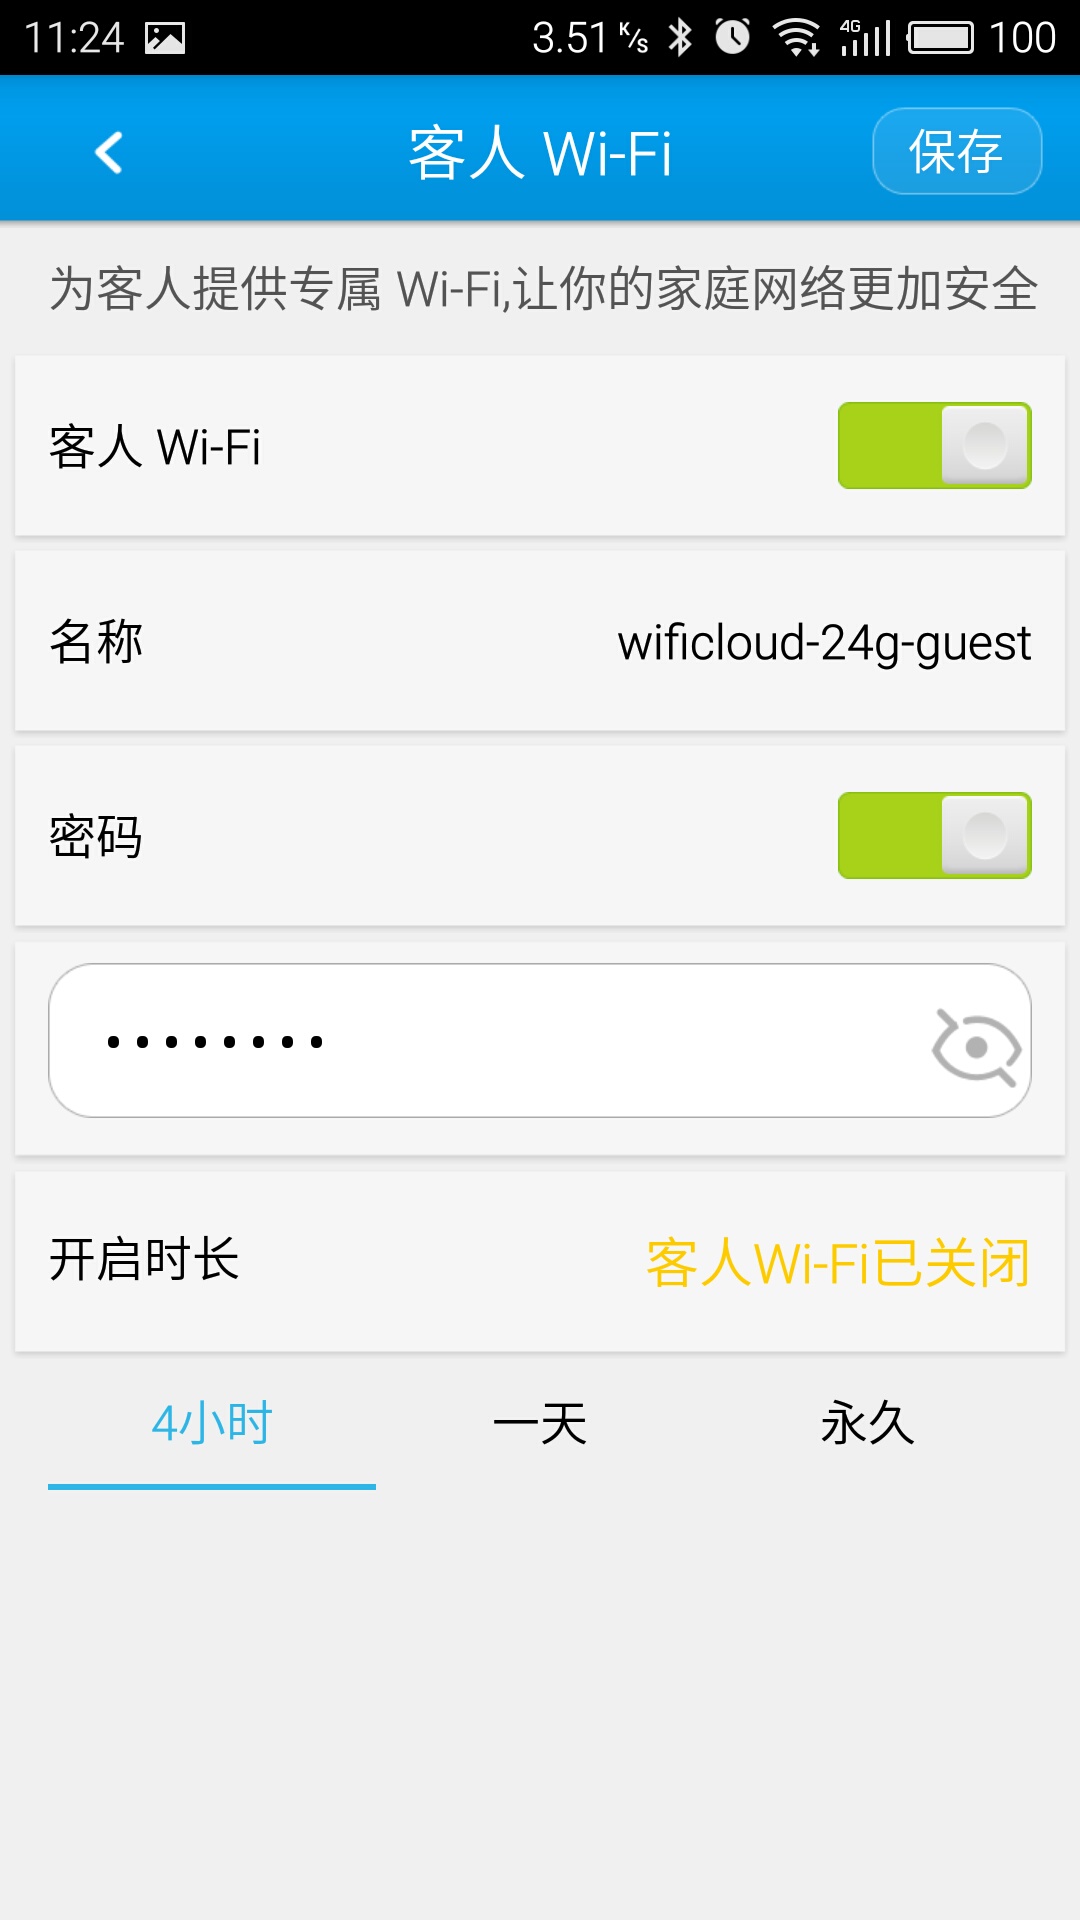 11:24 3.51 K/s 4G 100
客人 Wi-Fi 保存
为客人提供专属 Wi-Fi,让你的家庭网络更加安全
客人 Wi-Fi
名称 wificloud-24g-guest
密码
••••••••
开启时长 客人Wi-Fi已关闭
4小时 一天 永久